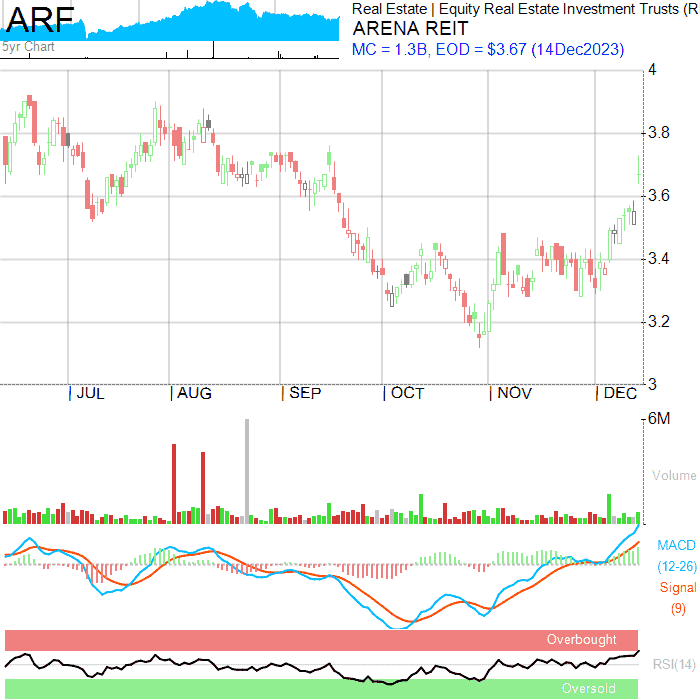 ARF
5yr Chart
Real Estate | Equity Real Estate Investment Trusts (R
ARENA REIT
MC = 1.3B, EOD = $3.67 (14Dec2023)
4
3.8
3.6
3.4
3.2
3
JUL
AUG
SEP
OCT
NOV
DEC
6M
Volume
MACD
(12-26)
Signal
(9)
Overbought
RSI(14)
Oversold